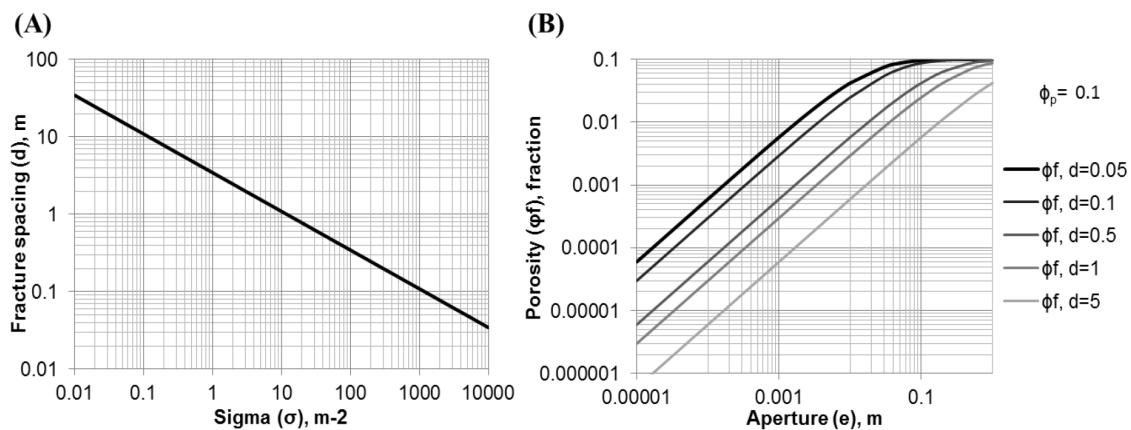 (A)
100
10
1
0.1
0.01
Fracture spacing (d), m
0.01 0.1 1 10 100 1000 10000
Sigma (σ), m-2
(B)
0.1
0.01
0.001
0.0001
0.00001
0.000001
Porosity (φf), fraction
0.00001 0.001 0.1
Aperture (e), m
ϕp= 0.1
ϕf, d=0.05
ϕf, d=0.1
ϕf, d=0.5
ϕf, d=1
ϕf, d=5